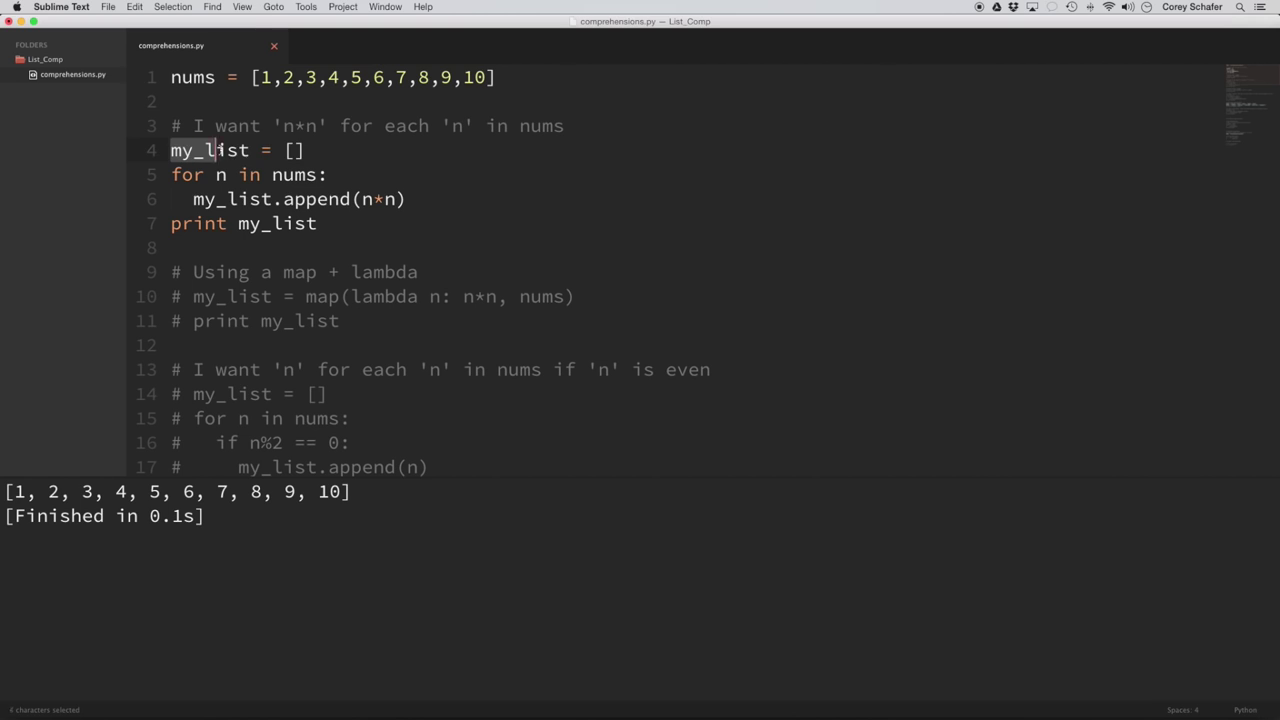 Sublime Text File Edit Selection Find View Goto Tools Project Window Help Corey Schafer
comprehensions.py — List_Comp
FOLDERS
List_Comp
comprehensions.py
comprehensions.py
1 nums = [1,2,3,4,5,6,7,8,9,10]
2
3 # I want 'n*n' for each 'n' in nums
4 my_list = []
5 for n in nums:
6 my_list.append(n*n)
7 print my_list
8
9 # Using a map + lambda
10 # my_list = map(lambda n: n*n, nums)
11 # print my_list
12
13 # I want 'n' for each 'n' in nums if 'n' is even
14 # my_list = []
15 # for n in nums:
16 # if n%2 == 0:
17 # my_list.append(n)
[1, 2, 3, 4, 5, 6, 7, 8, 9, 10]
[Finished in 0.1s]
4 characters selected Spaces: 4 Python